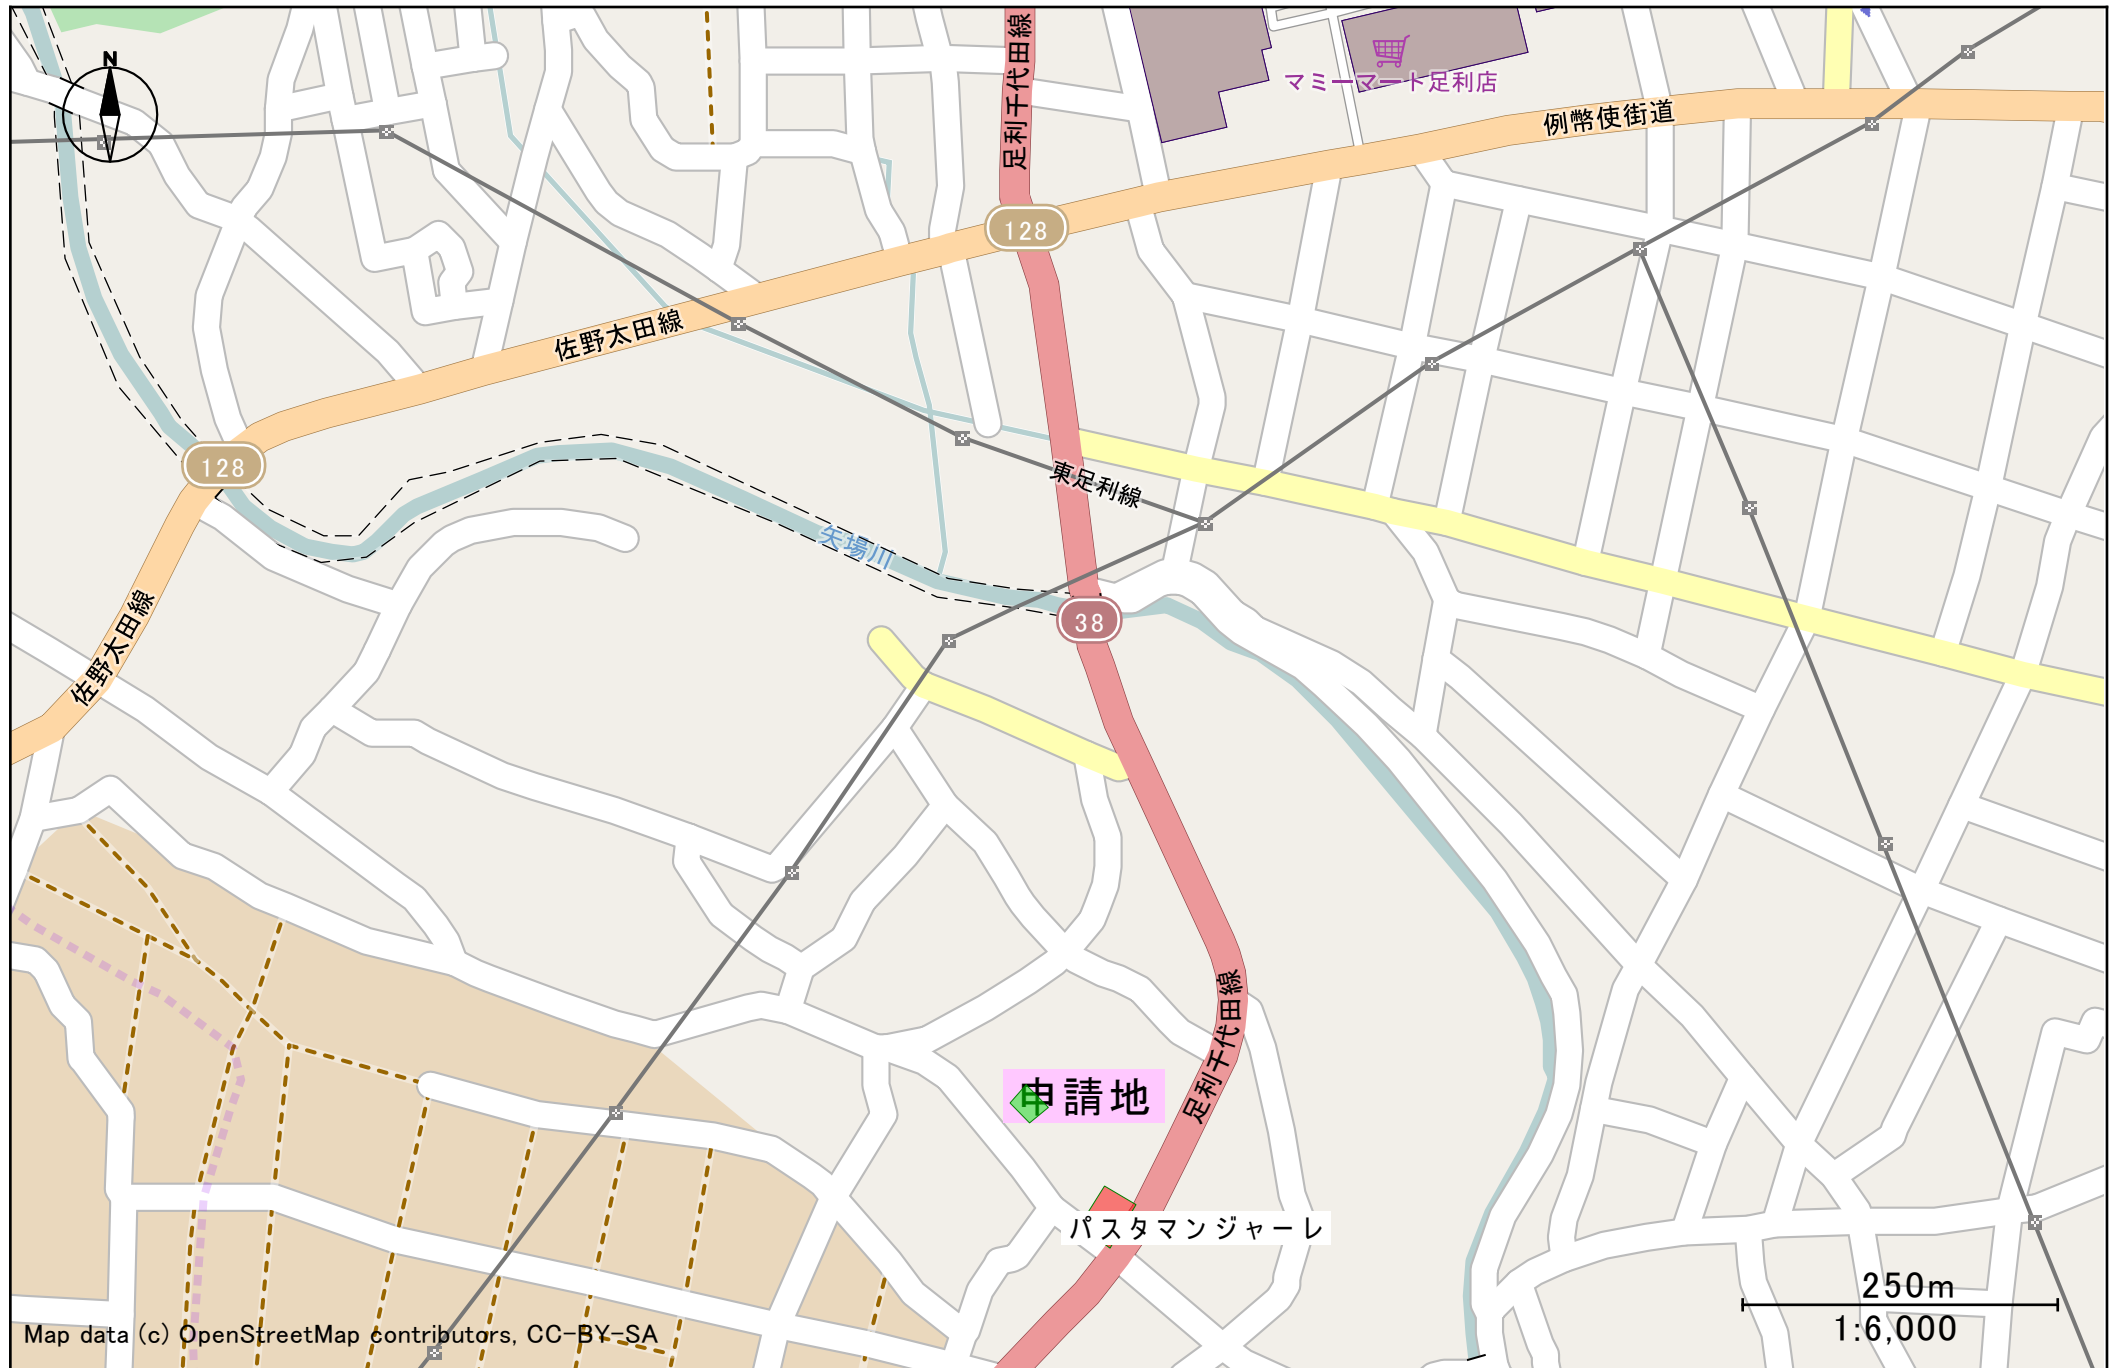 N
足利千代田線
マミーマート足利店
例幣使街道
128
佐野太田線
128
東足利線
矢場川
佐野太田線
38
足利千代田線
申請地
パスタマンジャーレ
250m
1:6,000
Map data (c) OpenStreetMap contributors, CC-BY-SA